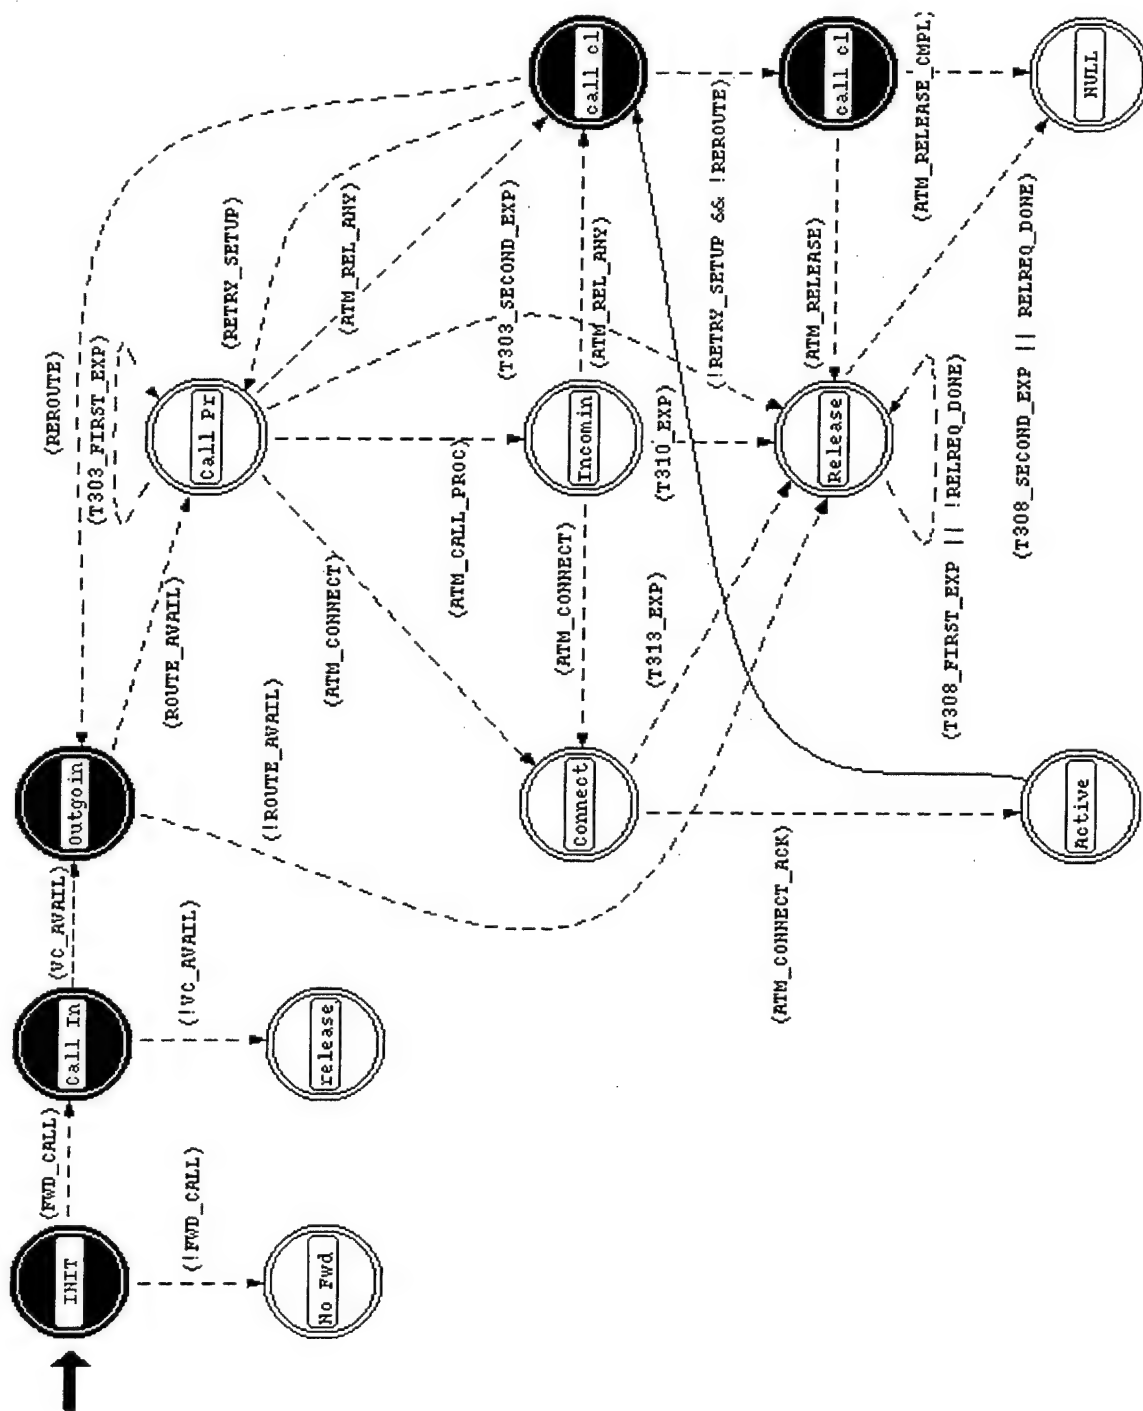 INIT
(FWD_CALL)
Call In
(VC_AVAIL)
Outgoin
(REROUTE)
(T303_FIRST_EXP)
(ROUTE_AVAIL)
Call Pr
(RETRY_SETUP)
(!FWD_CALL)
(!VC_AVAIL)
(!ROUTE_AVAIL)
(ATM_CONNECT)
(ATM_REL_ANY)
No Fwd
release
(ATM_CALL_PROC)
(T303_SECOND_EXP)
Connect
(ATM_CONNECT)
Incomin
(ATM_REL_ANY)
call cl
(T313_EXP)
(T310_EXP)
(!RETRY_SETUP && !REROUTE)
(ATM_CONNECT_ACK)
Release
(ATM_RELEASE)
call cl
(T308_FIRST_EXP || !RELREQ_DONE)
(ATM_RELEASE_CMPL)
(T308_SECOND_EXP || RELREQ_DONE)
Active
NULL